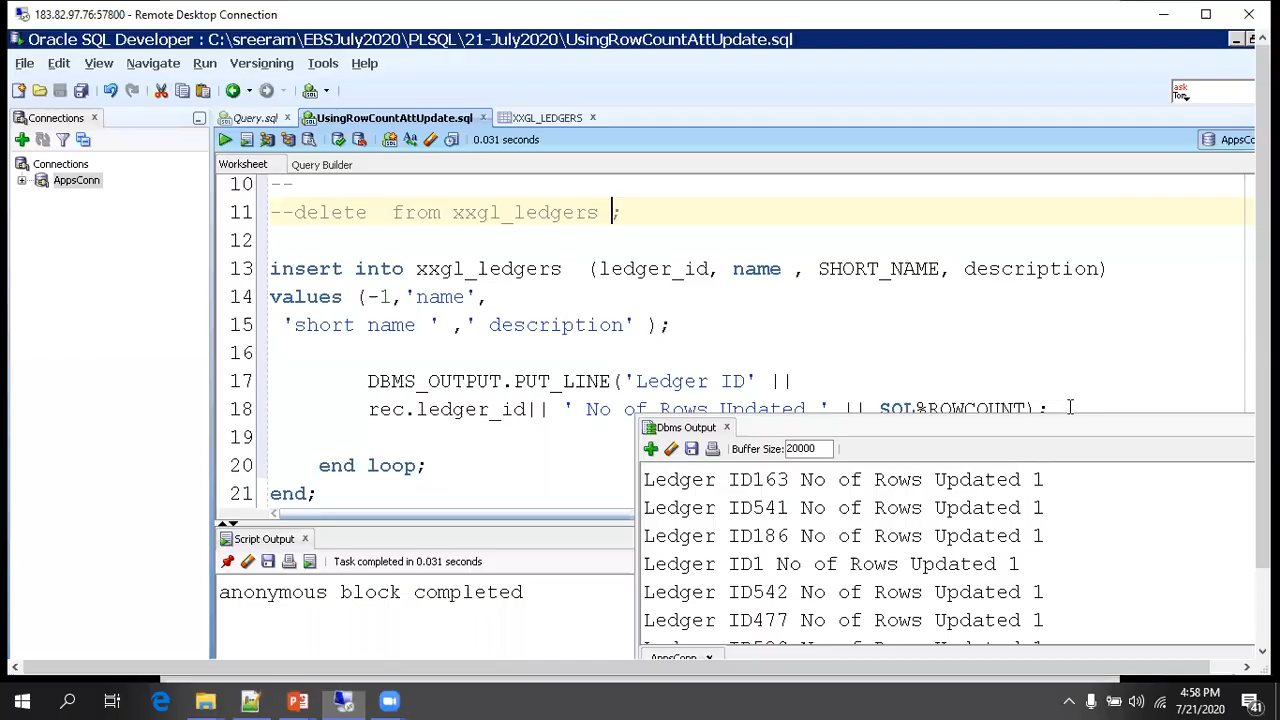 183.82.97.76:57800 - Remote Desktop Connection
Oracle SQL Developer : C:\sreeram\EBSJuly2020\PLSQL\21-July2020\UsingRowCountAttUpdate.sql
File Edit View Navigate Run Versioning Tools Help
ask
Tom
Connections
Query.sql
UsingRowCountAttUpdate.sql
XXGL_LEDGERS
0.031 seconds
AppsCo
Connections
AppsConn
Worksheet
Query Builder
10 --
11 --delete  from xxgl_ledgers ;
12
13 insert into xxgl_ledgers  (ledger_id, name , SHORT_NAME, description)
14 values (-1,'name',
15 'short name ' ,' description' );
16
17 DBMS_OUTPUT.PUT_LINE('Ledger ID' ||
18 rec.ledger_id|| ' No of Rows Updated ' || SQL%ROWCOUNT);
19
20 end loop;
21 end;
Dbms Output
Buffer Size: 20000
Ledger ID163 No of Rows Updated 1
Ledger ID541 No of Rows Updated 1
Ledger ID186 No of Rows Updated 1
Ledger ID1 No of Rows Updated 1
Ledger ID542 No of Rows Updated 1
Ledger ID477 No of Rows Updated 1
AppsConn
Script Output
Task completed in 0.031 seconds
anonymous block completed
4:58 PM
7/21/2020
41